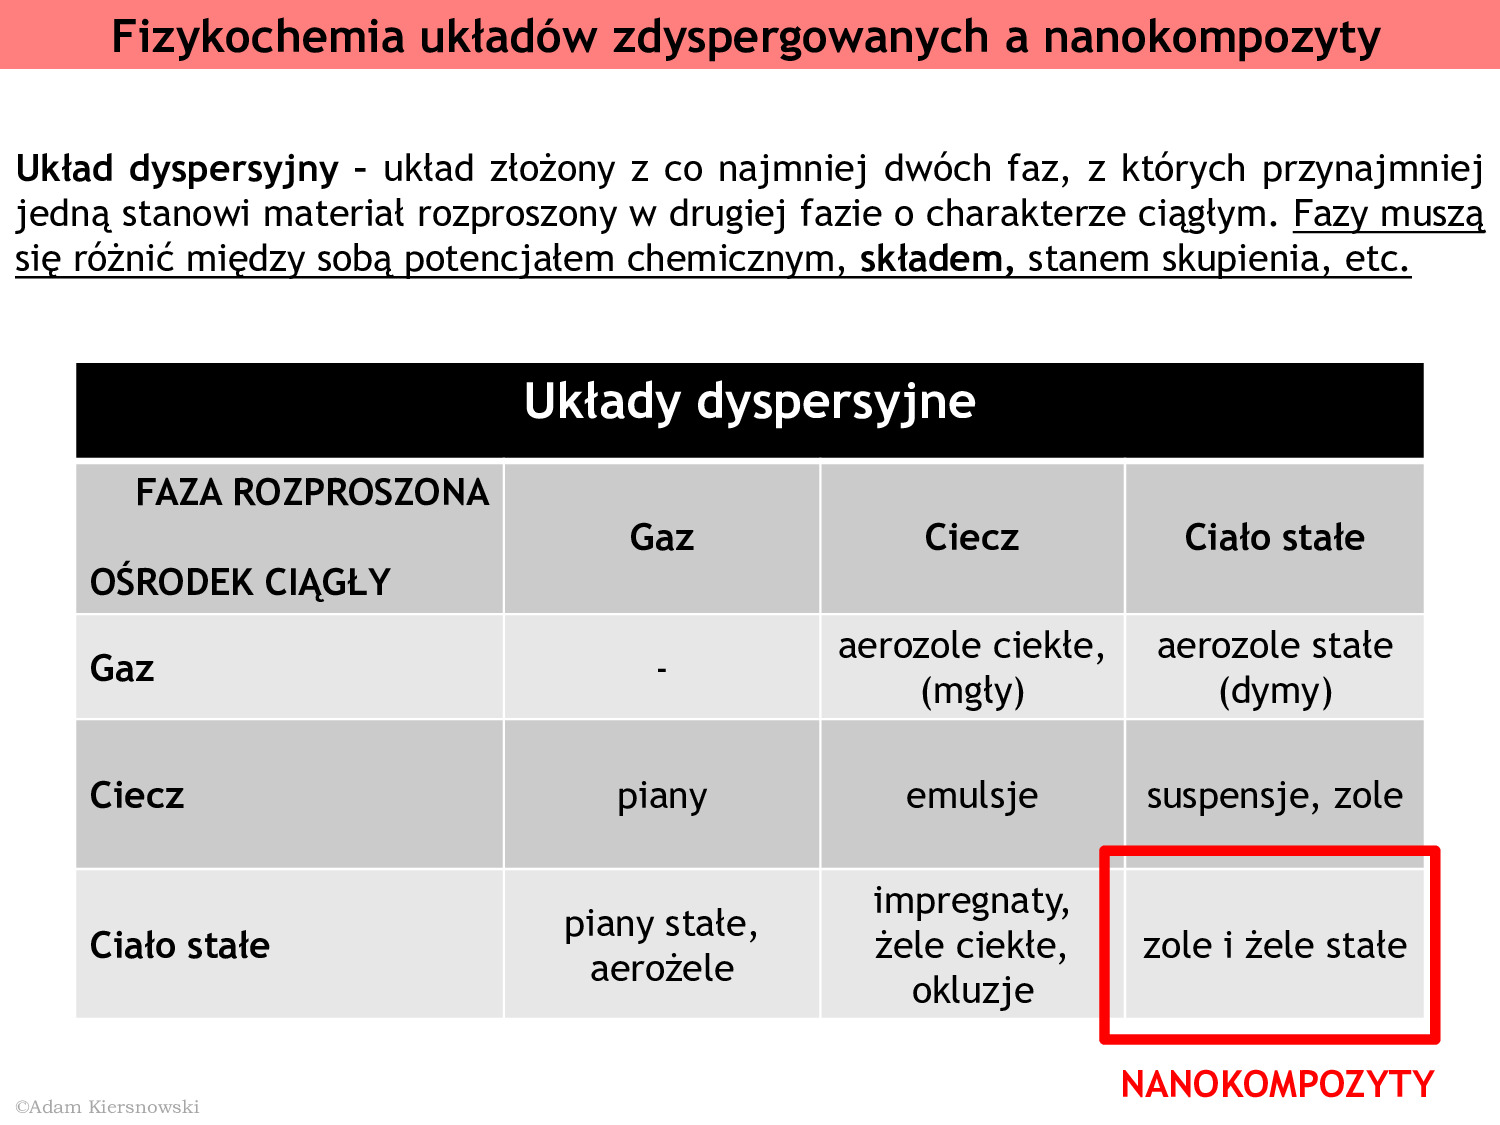 Fizykochemia układów zdyspergowanych a nanokompozyty
Układ dyspersyjny – układ złożony z co najmniej dwóch faz, z których przynajmniej
jedną stanowi materiał rozproszony w drugiej fazie o charakterze ciągłym. Fazy muszą
się różnić między sobą potencjałem chemicznym, składem, stanem skupienia, etc.
Układy dyspersyjne
FAZA ROZPROSZONA
OŚRODEK CIĄGŁY
Gaz
Ciecz
Ciało stałe
Gaz
-
aerozole ciekłe,
(mgły)
aerozole stałe
(dymy)
Ciecz
piany
emulsje
suspensje, zole
Ciało stałe
piany stałe,
aerożele
impregnaty,
żele ciekłe,
okluzje
zole i żele stałe
NANOKOMPOZYTY
©Adam Kiersnowski